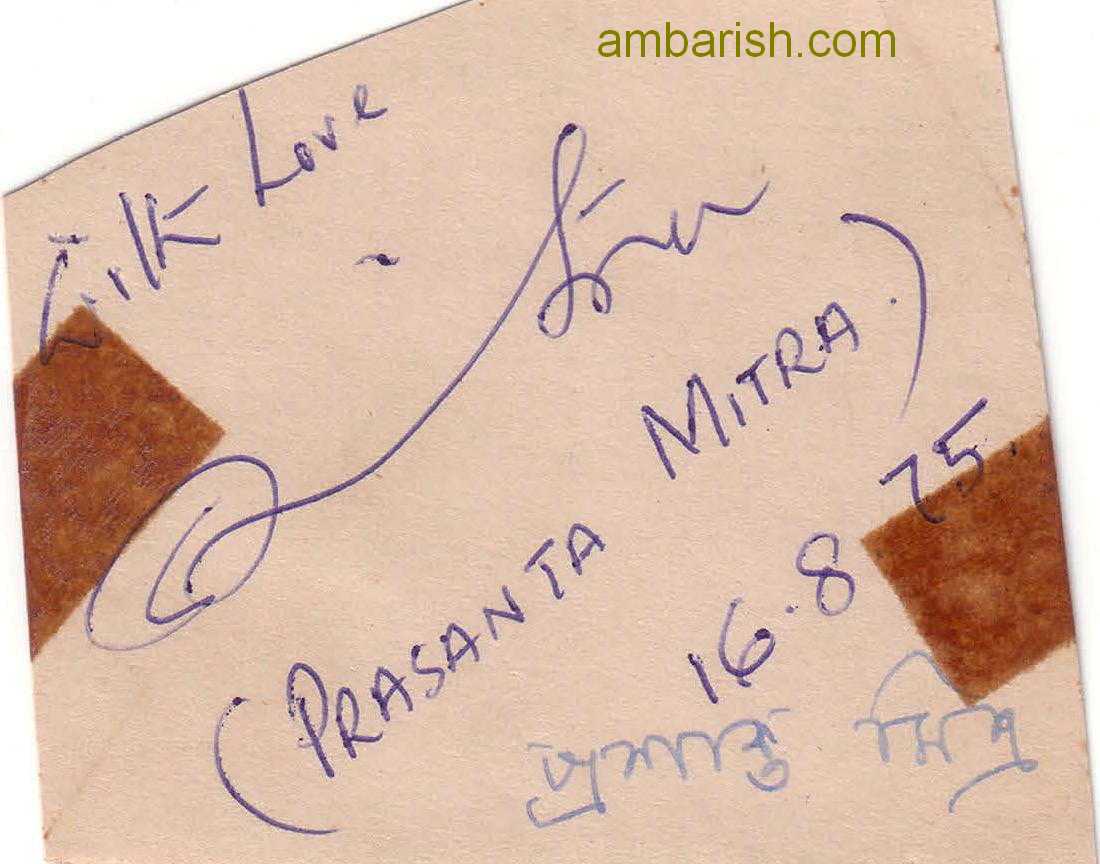 ambarish.com
With Love
(PRASANTA MITRA.)
16.8.75.
প্রশান্ত মিত্র